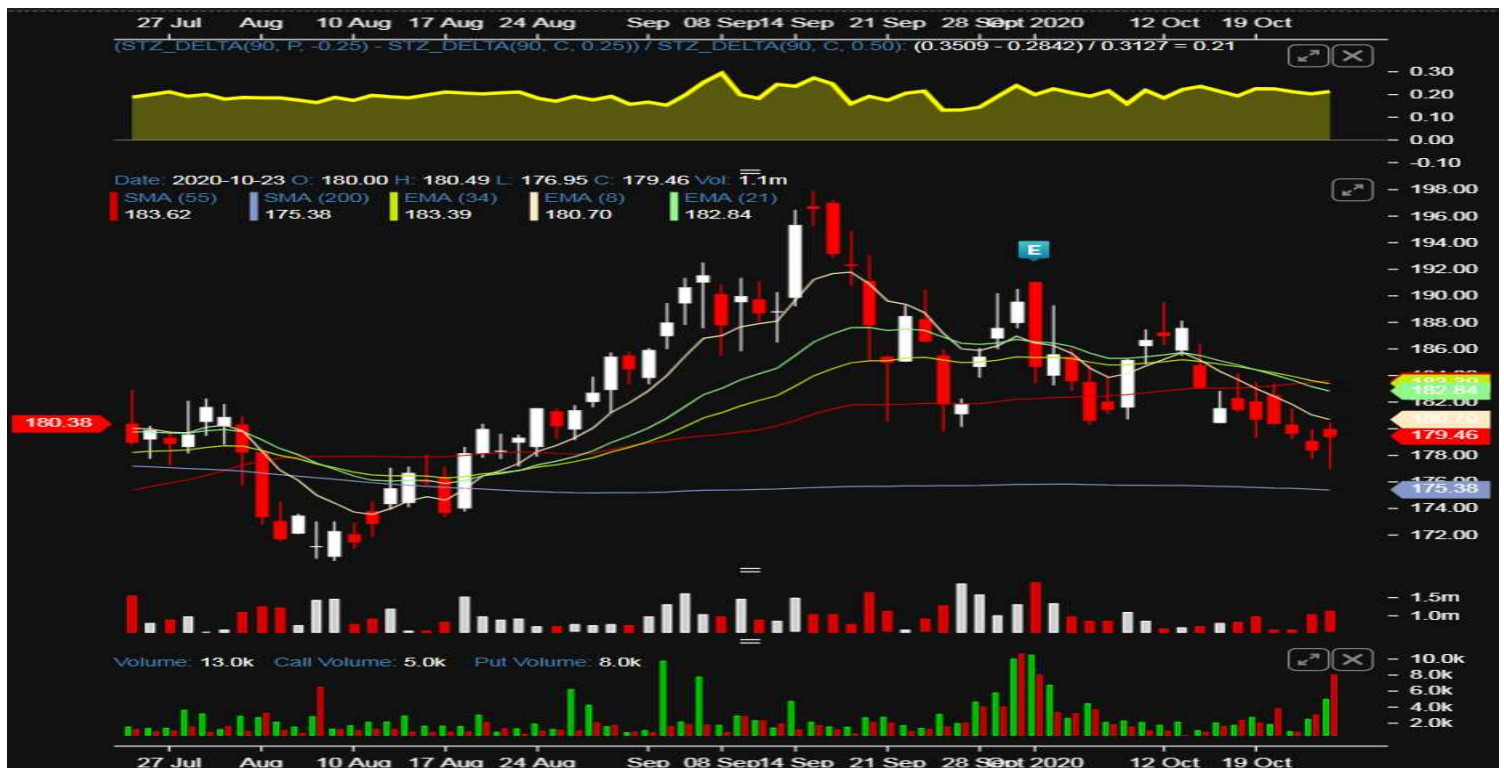 27 Jul Aug 10 Aug 17 Aug 24 Aug Sep 08 Sep 14 Sep 21 Sep 28 Sep Oct 2020 12 Oct 19 Oct
(STZ_DELTA(90, P, -0.25) - STZ_DELTA(90, C, 0.25)) / STZ_DELTA(90, C, 0.50): (0.3509 - 0.2842) / 0.3127 = 0.21
0.30
0.20
0.10
0.00
-0.10
Date: 2020-10-23 O: 180.00 H: 180.49 L: 176.95 C: 179.46 Vol: 1.1m
SMA (55) SMA (200) EMA (34) EMA (8) EMA (21)
183.62 175.38 183.39 180.70 182.84
198.00
196.00
194.00
E
192.00
190.00
188.00
186.00
182.84
182.00
180.38
180.70
179.46
178.00
175.38
174.00
172.00
1.5m
1.0m
Volume: 13.0k Call Volume: 5.0k Put Volume: 8.0k
10.0k
8.0k
6.0k
4.0k
2.0k
27 Jul Aug 10 Aug 17 Aug 24 Aug Sep 08 Sep 14 Sep 21 Sep 28 Sep Oct 2020 12 Oct 19 Oct